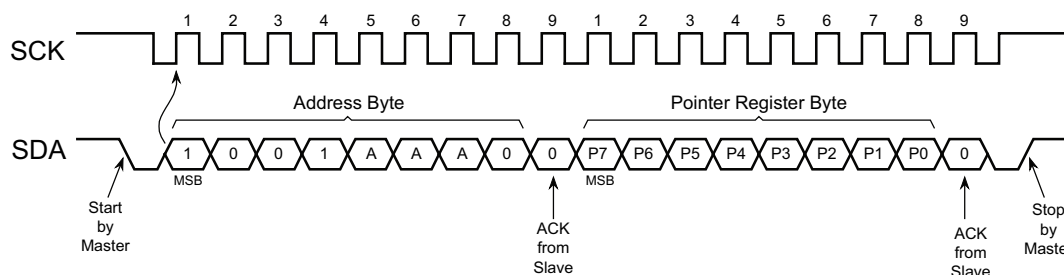 1 2 3 4 5 6 7 8 9 1 2 3 4 5 6 7 8 9
SCK
Address Byte
Pointer Register Byte
SDA
1 0 0 1 A A A 0 0 P7 P6 P5 P4 P3 P2 P1 P0 0
MSB
MSB
Start
by
Master
ACK
from
Slave
ACK
from
Slave
Stop
by
Master